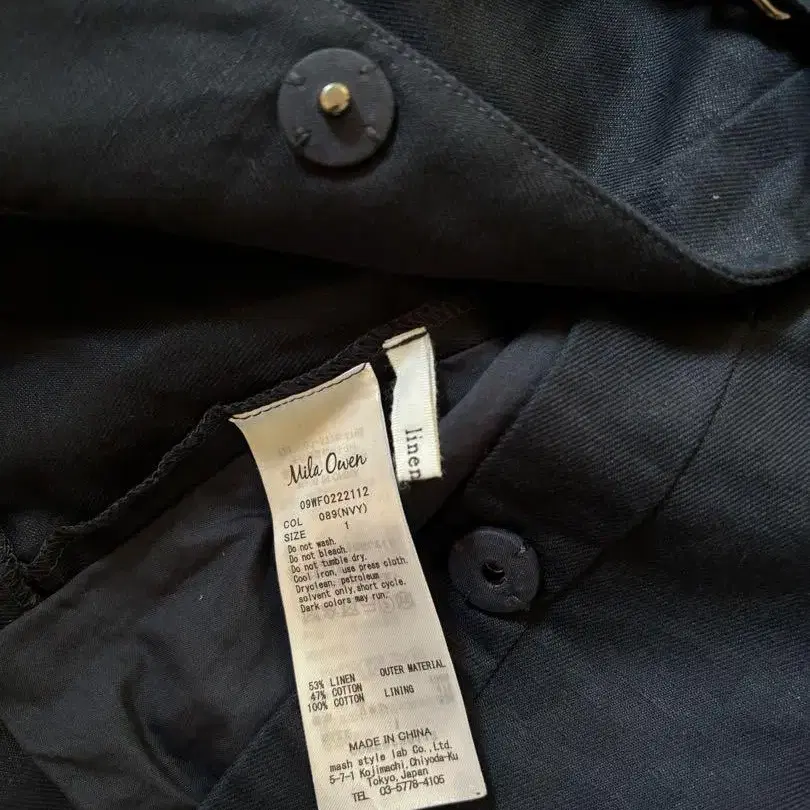 linen
Mila Owen
09WFO222112
COL 089(NVY)
SIZE 1
Do not wash.
Do not bleach.
Do not tumble dry.
Cool iron, use press cloth.
Dryclean, petroleum
solvent only, short cycle.
Dark colors may run.
53% LINEN OUTER MATERIAL
47% COTTON
100% COTTON LINING
MADE IN CHINA
mash style lab Co., Ltd.
5-7-1 Kojimachi, Chiyoda-Ku
Tokyo, Japan
TEL 03-5778-4105